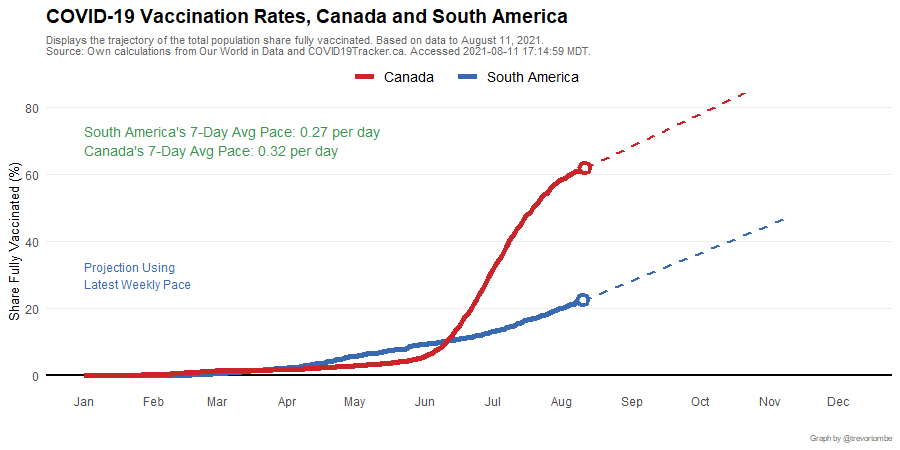 COVID-19 Vaccination Rates, Canada and South America
Displays the trajectory of the total population share fully vaccinated. Based on data to August 11, 2021.
Source: Own calculations from Our World in Data and COVID19Tracker.ca. Accessed 2021-08-11 17:14:59 MDT.
Canada South America
South America's 7-Day Avg Pace: 0.27 per day
Canada's 7-Day Avg Pace: 0.32 per day
Projection Using
Latest Weekly Pace
Share Fully Vaccinated (%)
80
60
40
20
0
Jan Feb Mar Apr May Jun Jul Aug Sep Oct Nov Dec
Graph by @trevortombe